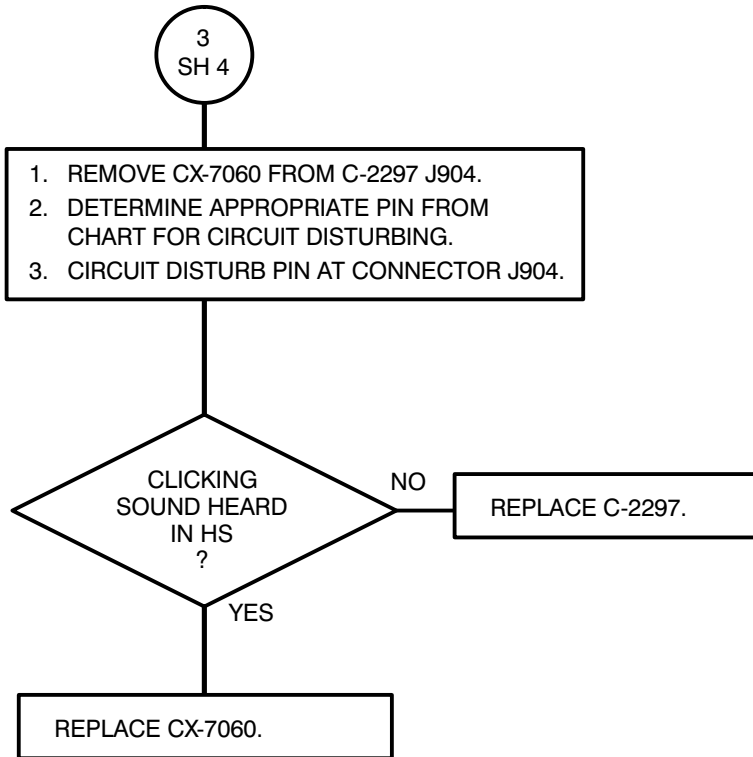 3
SH 4
1. REMOVE CX-7060 FROM C-2297 J904.
2. DETERMINE APPROPRIATE PIN FROM
CHART FOR CIRCUIT DISTURBING.
3. CIRCUIT DISTURB PIN AT CONNECTOR J904.
CLICKING
SOUND HEARD
IN HS
?
NO
REPLACE C-2297.
YES
REPLACE CX-7060.